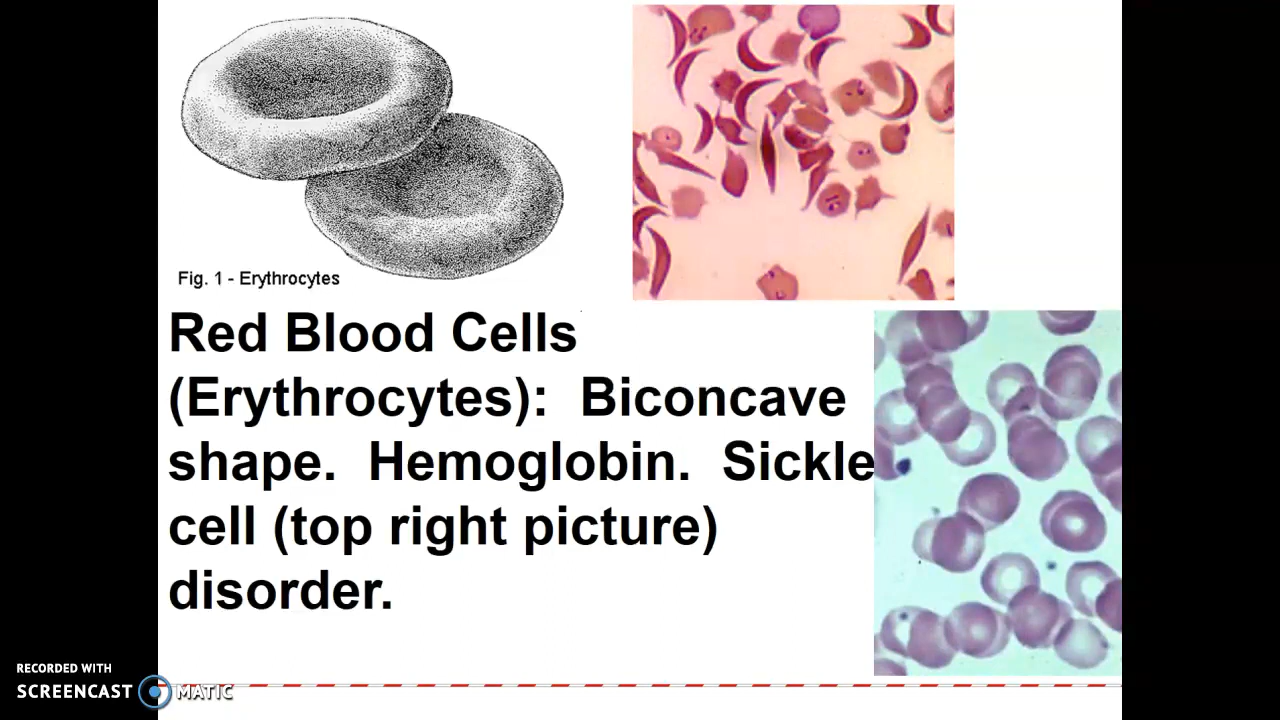 Fig. 1 - Erythrocytes
Red Blood Cells
(Erythrocytes):  Biconcave
shape.  Hemoglobin.  Sickle
cell (top right picture)
disorder.
RECORDED WITH
SCREENCAST MATIC